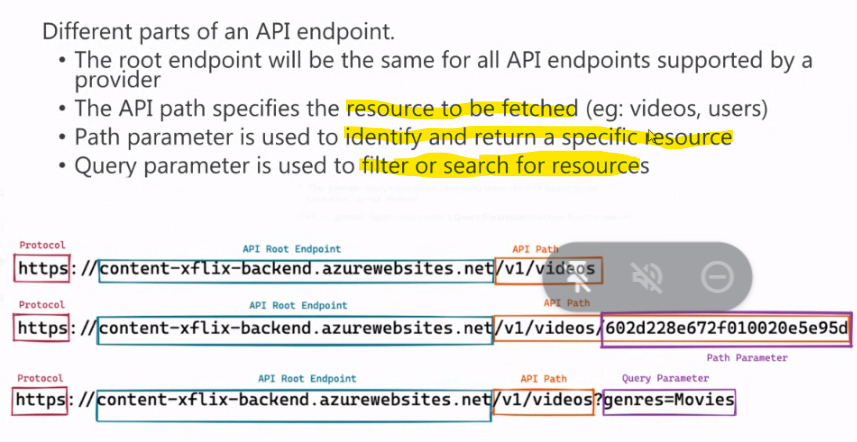 Different parts of an API endpoint.
• The root endpoint will be the same for all API endpoints supported by a
provider
• The API path specifies the resource to be fetched (eg: videos, users)
• Path parameter is used to identify and return a specific resource
• Query parameter is used to filter or search for resources
Protocol API Root Endpoint API Path
https://content-xflix-backend.azurewebsites.net/v1/videos
Protocol API Root Endpoint API Path
https://content-xflix-backend.azurewebsites.net/v1/videos/602d228e672f010020e5e95d
Path Parameter
Protocol API Root Endpoint API Path Query Parameter
https://content-xflix-backend.azurewebsites.net/v1/videos?genres=Movies